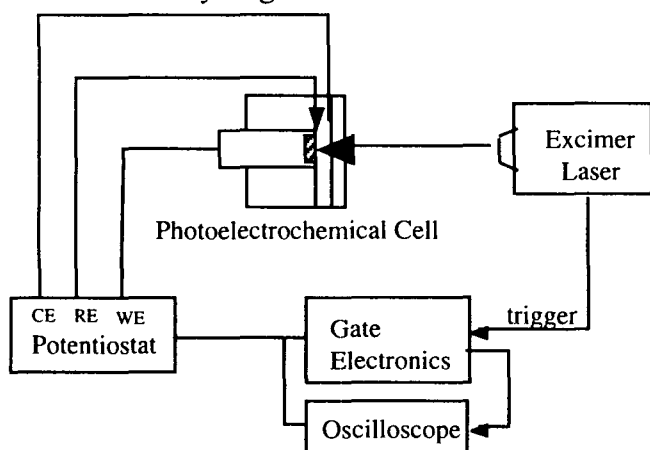 Excimer
Laser
Photoelectrochemical Cell
CE RE WE
Potentiostat
trigger
Gate
Electronics
Oscilloscope